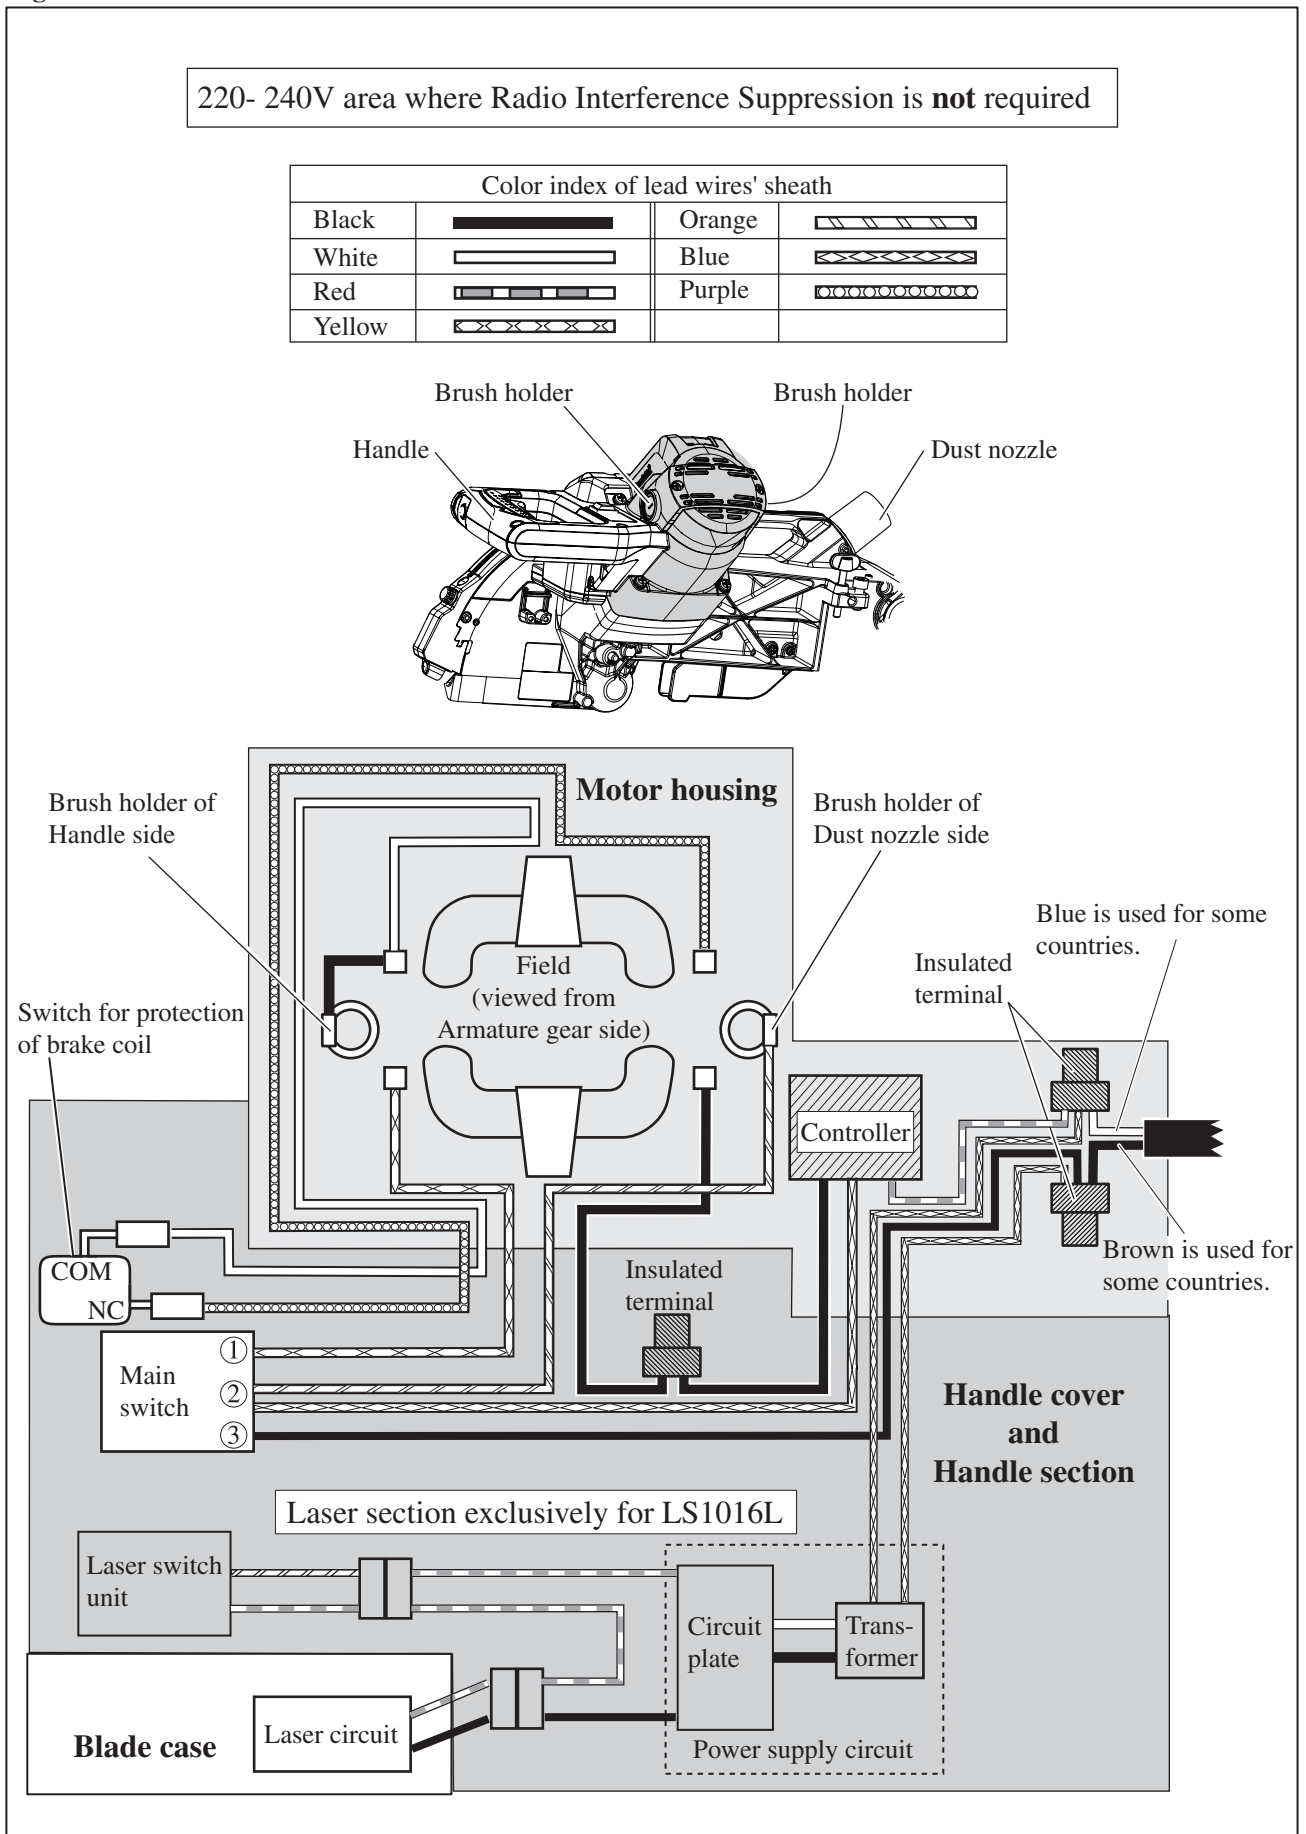 220- 240V area where Radio Interference Suppression is not required
Color index of lead wires' sheath
Black
Orange
White
Blue
Red
Purple
Yellow
Brush holder
Brush holder
Handle
Dust nozzle
Motor housing
Brush holder of
Handle side
Brush holder of
Dust nozzle side
Blue is used for some
countries.
Insulated
terminal
Field
(viewed from
Armature gear side)
Switch for protection
of brake coil
Controller
COM
NC
Insulated
terminal
Brown is used for
some countries.
Main
switch
①
②
③
Handle cover
and
Handle section
Laser section exclusively for LS1016L
Laser switch
unit
Circuit
plate
Trans-
former
Laser circuit
Blade case
Power supply circuit